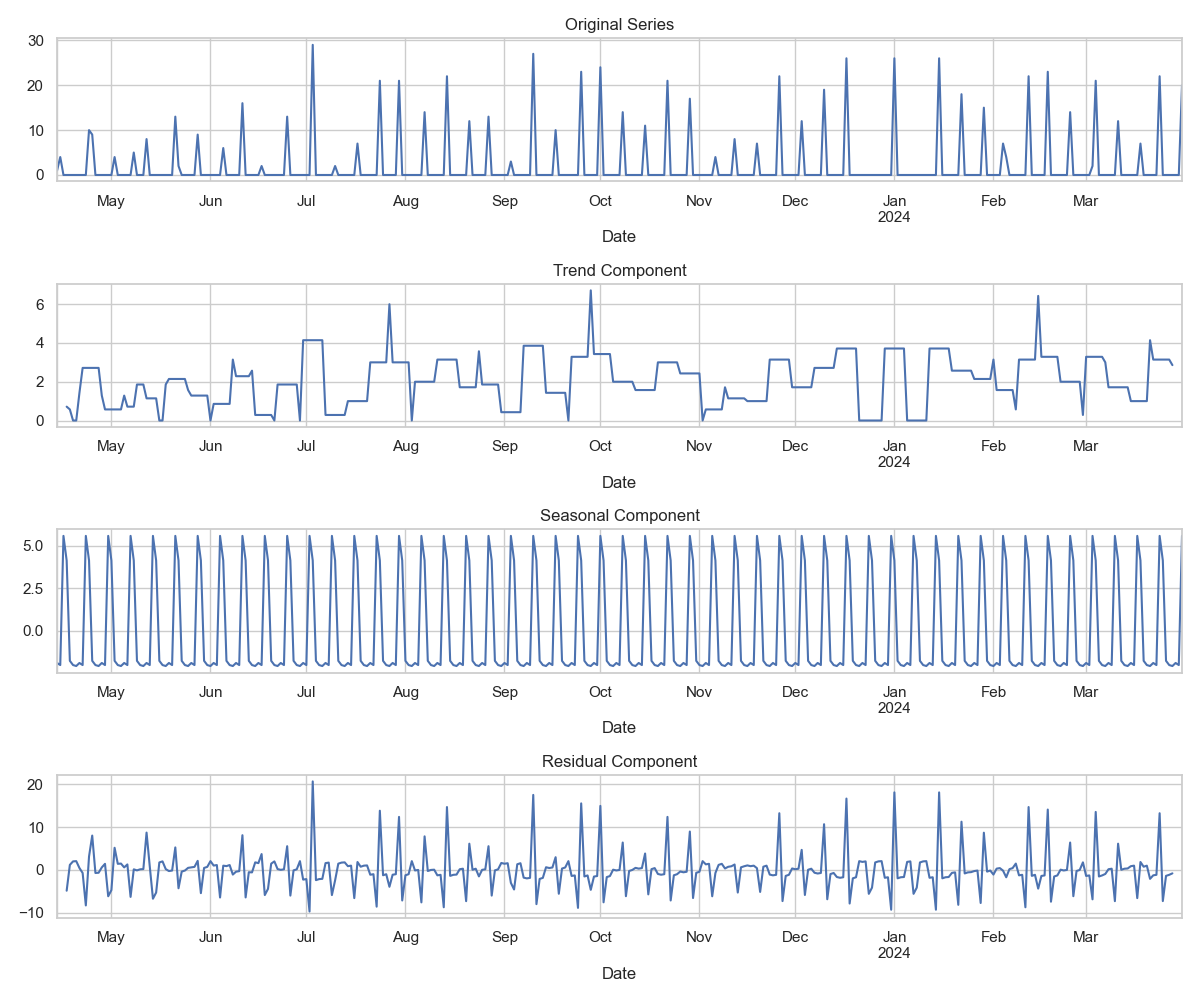 Original Series
30
20
10
0
May Jun Jul Aug Sep Oct Nov Dec Jan Feb Mar
2024
Date
Trend Component
6
4
2
0
May Jun Jul Aug Sep Oct Nov Dec Jan Feb Mar
2024
Date
Seasonal Component
5.0
2.5
0.0
May Jun Jul Aug Sep Oct Nov Dec Jan Feb Mar
2024
Date
Residual Component
20
10
0
−10
May Jun Jul Aug Sep Oct Nov Dec Jan Feb Mar
2024
Date